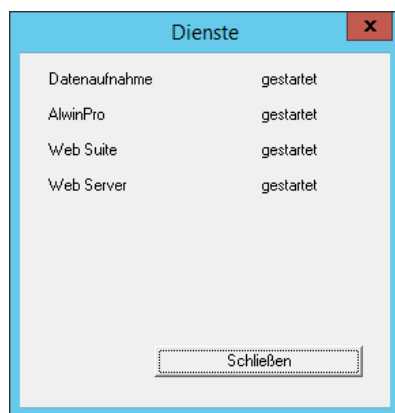 Dienste
x
Datenaufnahme gestartet
AlwinPro gestartet
Web Suite gestartet
Web Server gestartet
Schließen